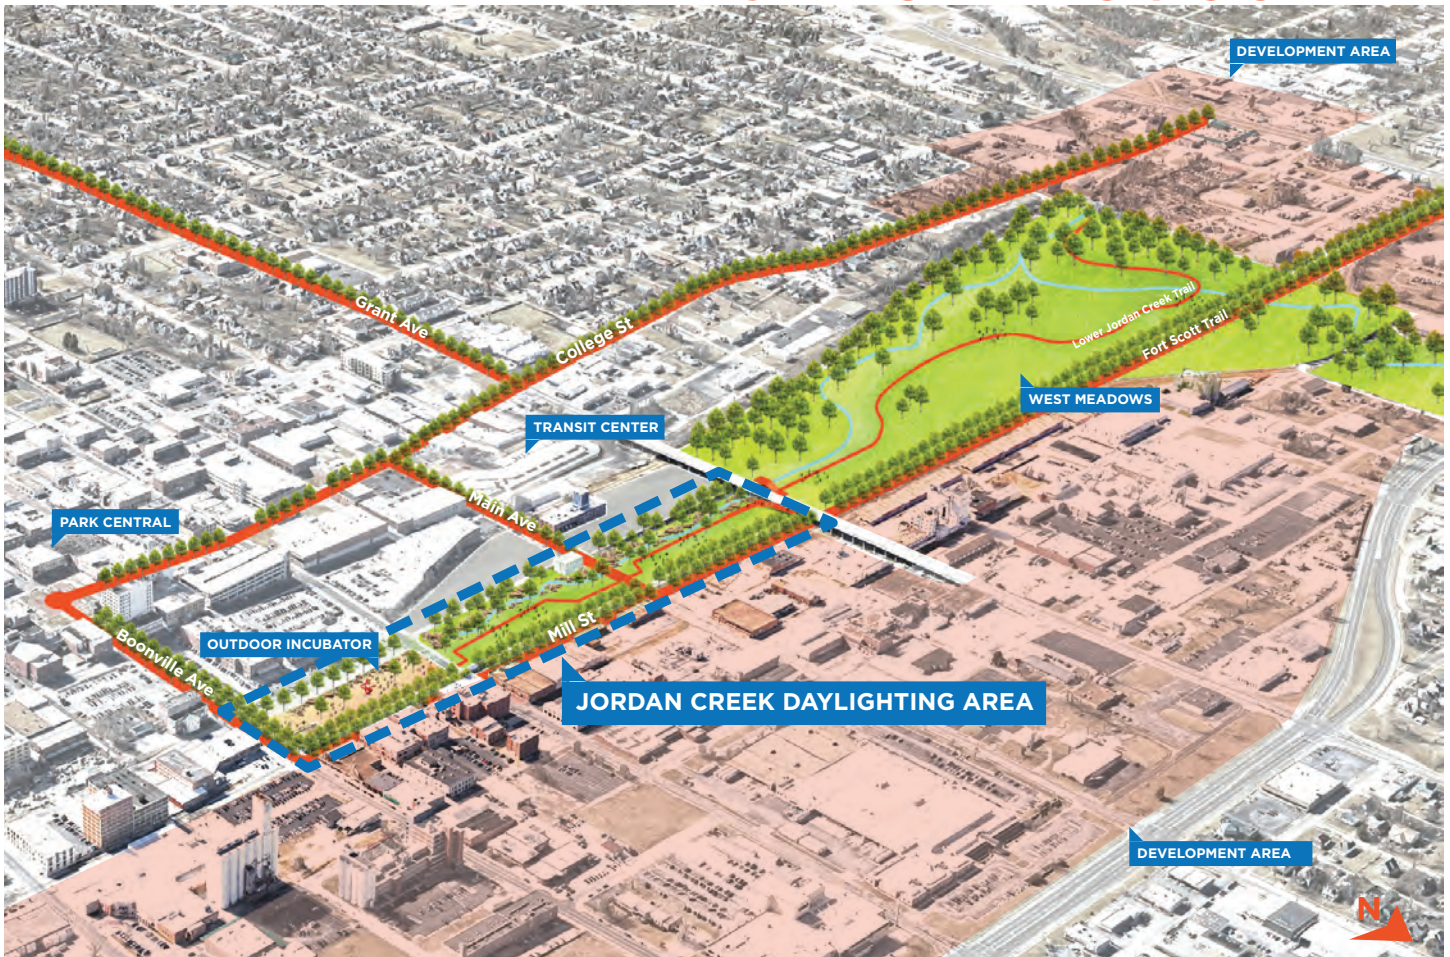 DEVELOPMENT AREA
Grant Ave
College St
Lower Jordan Creek Trail
Fort Scott Trail
WEST MEADOWS
TRANSIT CENTER
Main Ave
PARK CENTRAL
Mill St
OUTDOOR INCUBATOR
Boonville Ave
JORDAN CREEK DAYLIGHTING AREA
DEVELOPMENT AREA
N